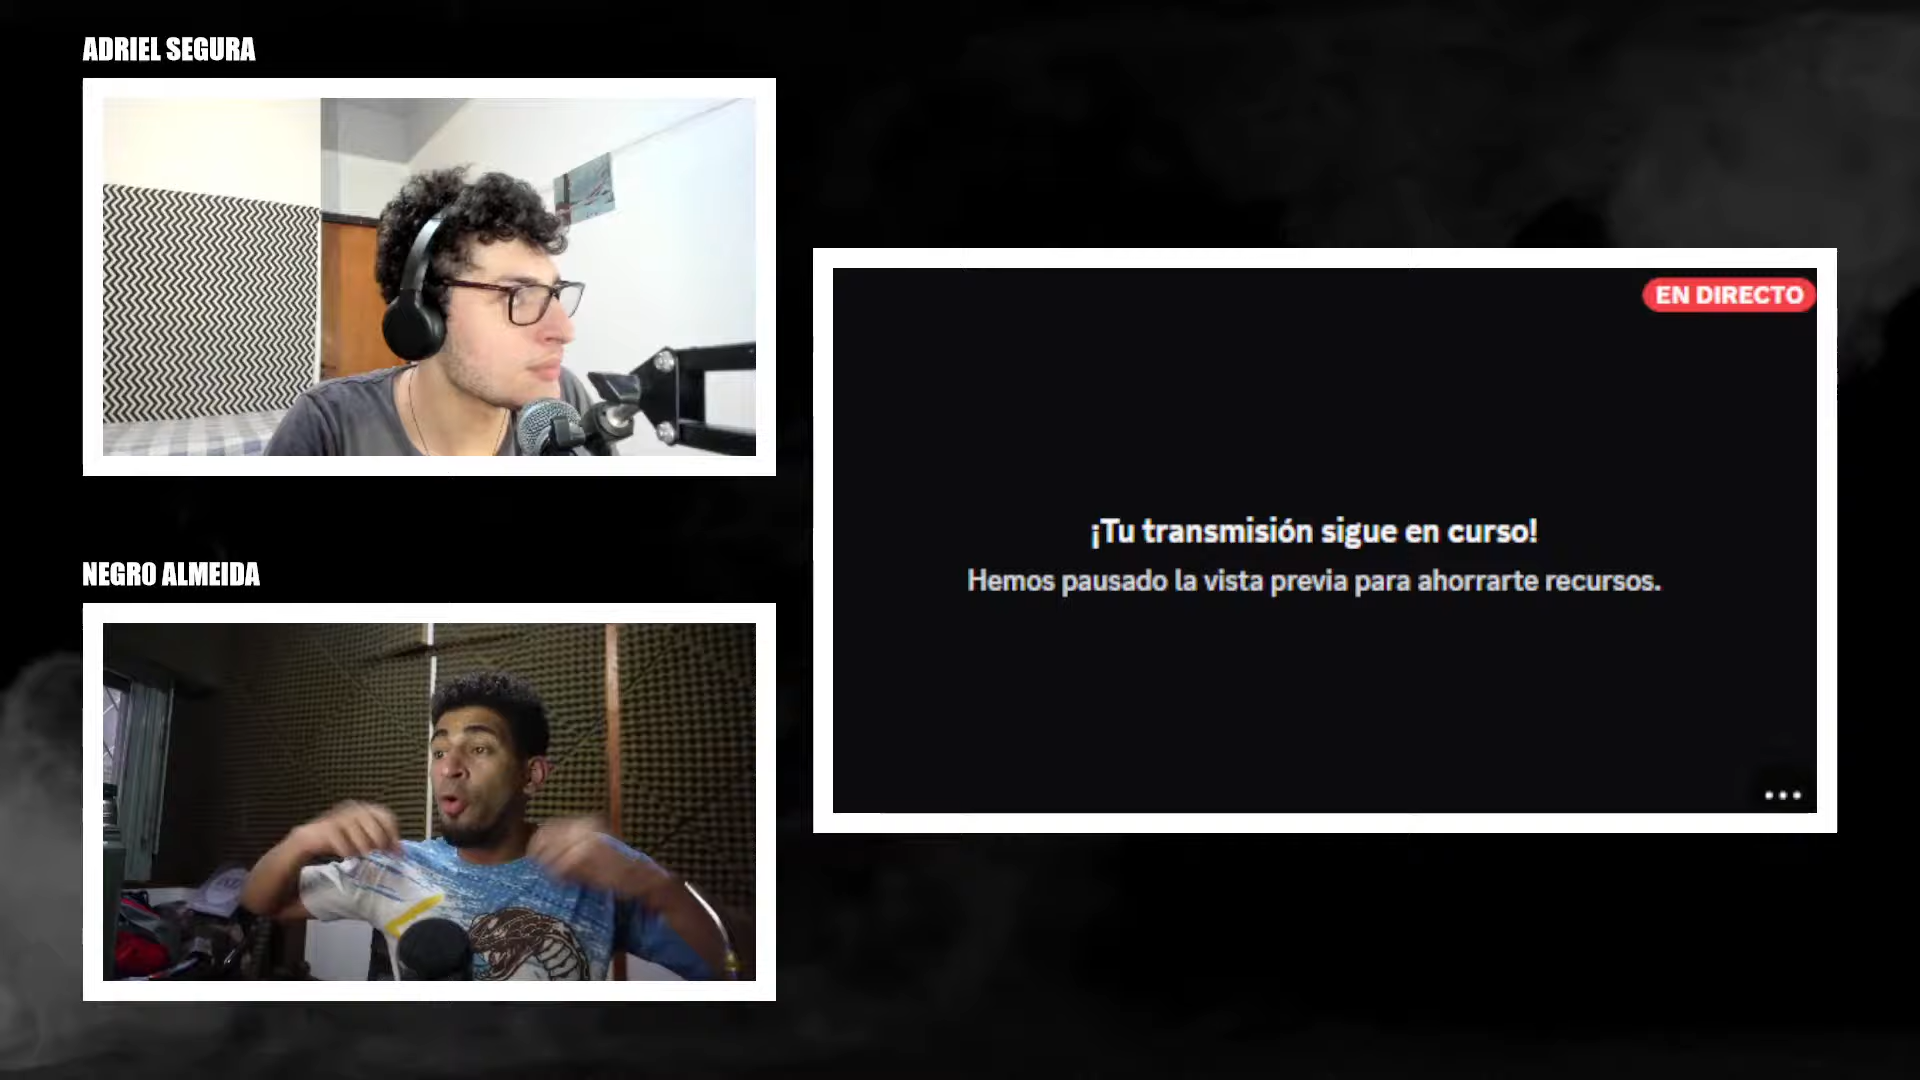 ADRIEL SEGURA
EN DIRECTO
¡Tu transmisión sigue en curso!
Hemos pausado la vista previa para ahorrarte recursos.
NEGRO ALMEIDA